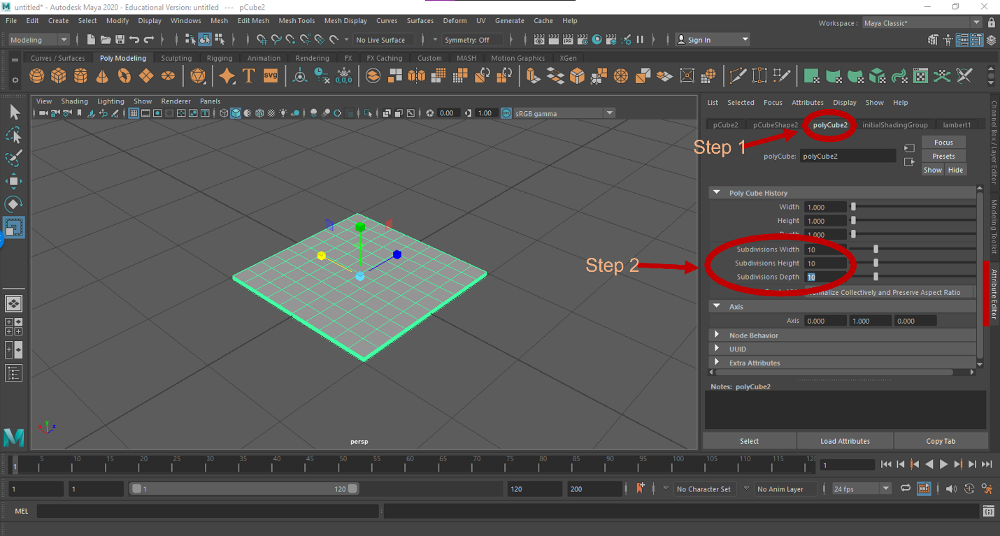 untitled* - Autodesk Maya 2020 - Educational Version: untitled --- pCube2
File Edit Create Select Modify Display Windows Mesh Edit Mesh Mesh Tools Mesh Display Curves Surfaces Deform UV Generate Cache Help
Workspace : Maya Classic*
Modeling No Live Surface Symmetry: Off IPR Sign In
Curves / Surfaces Poly Modeling Sculpting Rigging Animation Rendering FX FX Caching Custom MASH Motion Graphics XGen
T SVG 0,0,0
View Shading Lighting Show Renderer Panels
0.00 1.00 sRGB gamma
List Selected Focus Attributes Display Show Help
pCube2 pCubeShape2 polyCube2 initialShadingGroup lambert1
Step 1
Focus
polyCube: polyCube2 Presets
Show Hide
Poly Cube History
Width 1.000
Height 1.000
Depth 1.000
Subdivisions Width 10
Subdivisions Height 10
Subdivisions Depth 10
Step 2
Normalize Collectively and Preserve Aspect Ratio
Axis
Axis 0.000 1.000 0.000
Node Behavior
UUID
Extra Attributes
Notes: polyCube2
Select Load Attributes Copy Tab
Channel Box / Layer Editor
Modeling Toolkit
Attribute Editor
y
z
persp
M
1 5 10 15 20 25 30 35 40 45 50 55 60 65 70 75 80 85 90 95 100 105 110 115 120 1
1 1 1 120 120 200 No Character Set No Anim Layer 24 fps
MEL